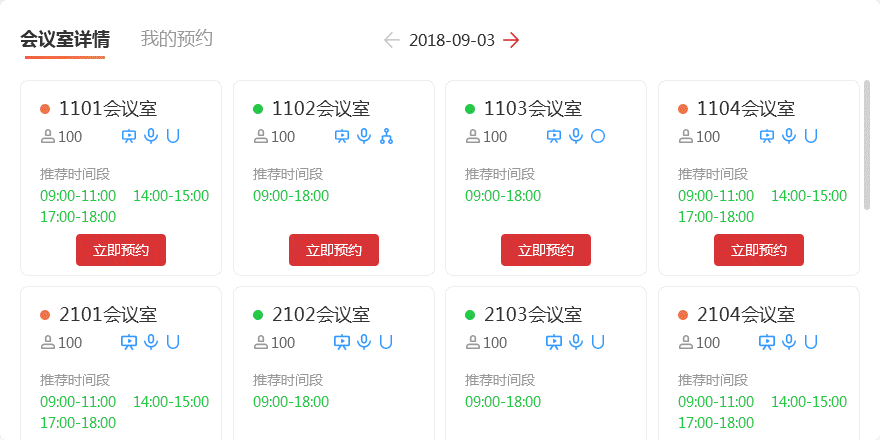 会议室详情 我的预约 2018-09-03
1101会议室 1102会议室 1103会议室 1104会议室
100 100 100 100
推荐时间段 推荐时间段 推荐时间段 推荐时间段
09:00-11:00 14:00-15:00 09:00-18:00 09:00-18:00 09:00-11:00 14:00-15:00
17:00-18:00 17:00-18:00
立即预约 立即预约 立即预约 立即预约
2101会议室 2102会议室 2103会议室 2104会议室
100 100 100 100
推荐时间段 推荐时间段 推荐时间段 推荐时间段
09:00-11:00 14:00-15:00 09:00-18:00 09:00-18:00 09:00-11:00 14:00-15:00
17:00-18:00 17:00-18:00